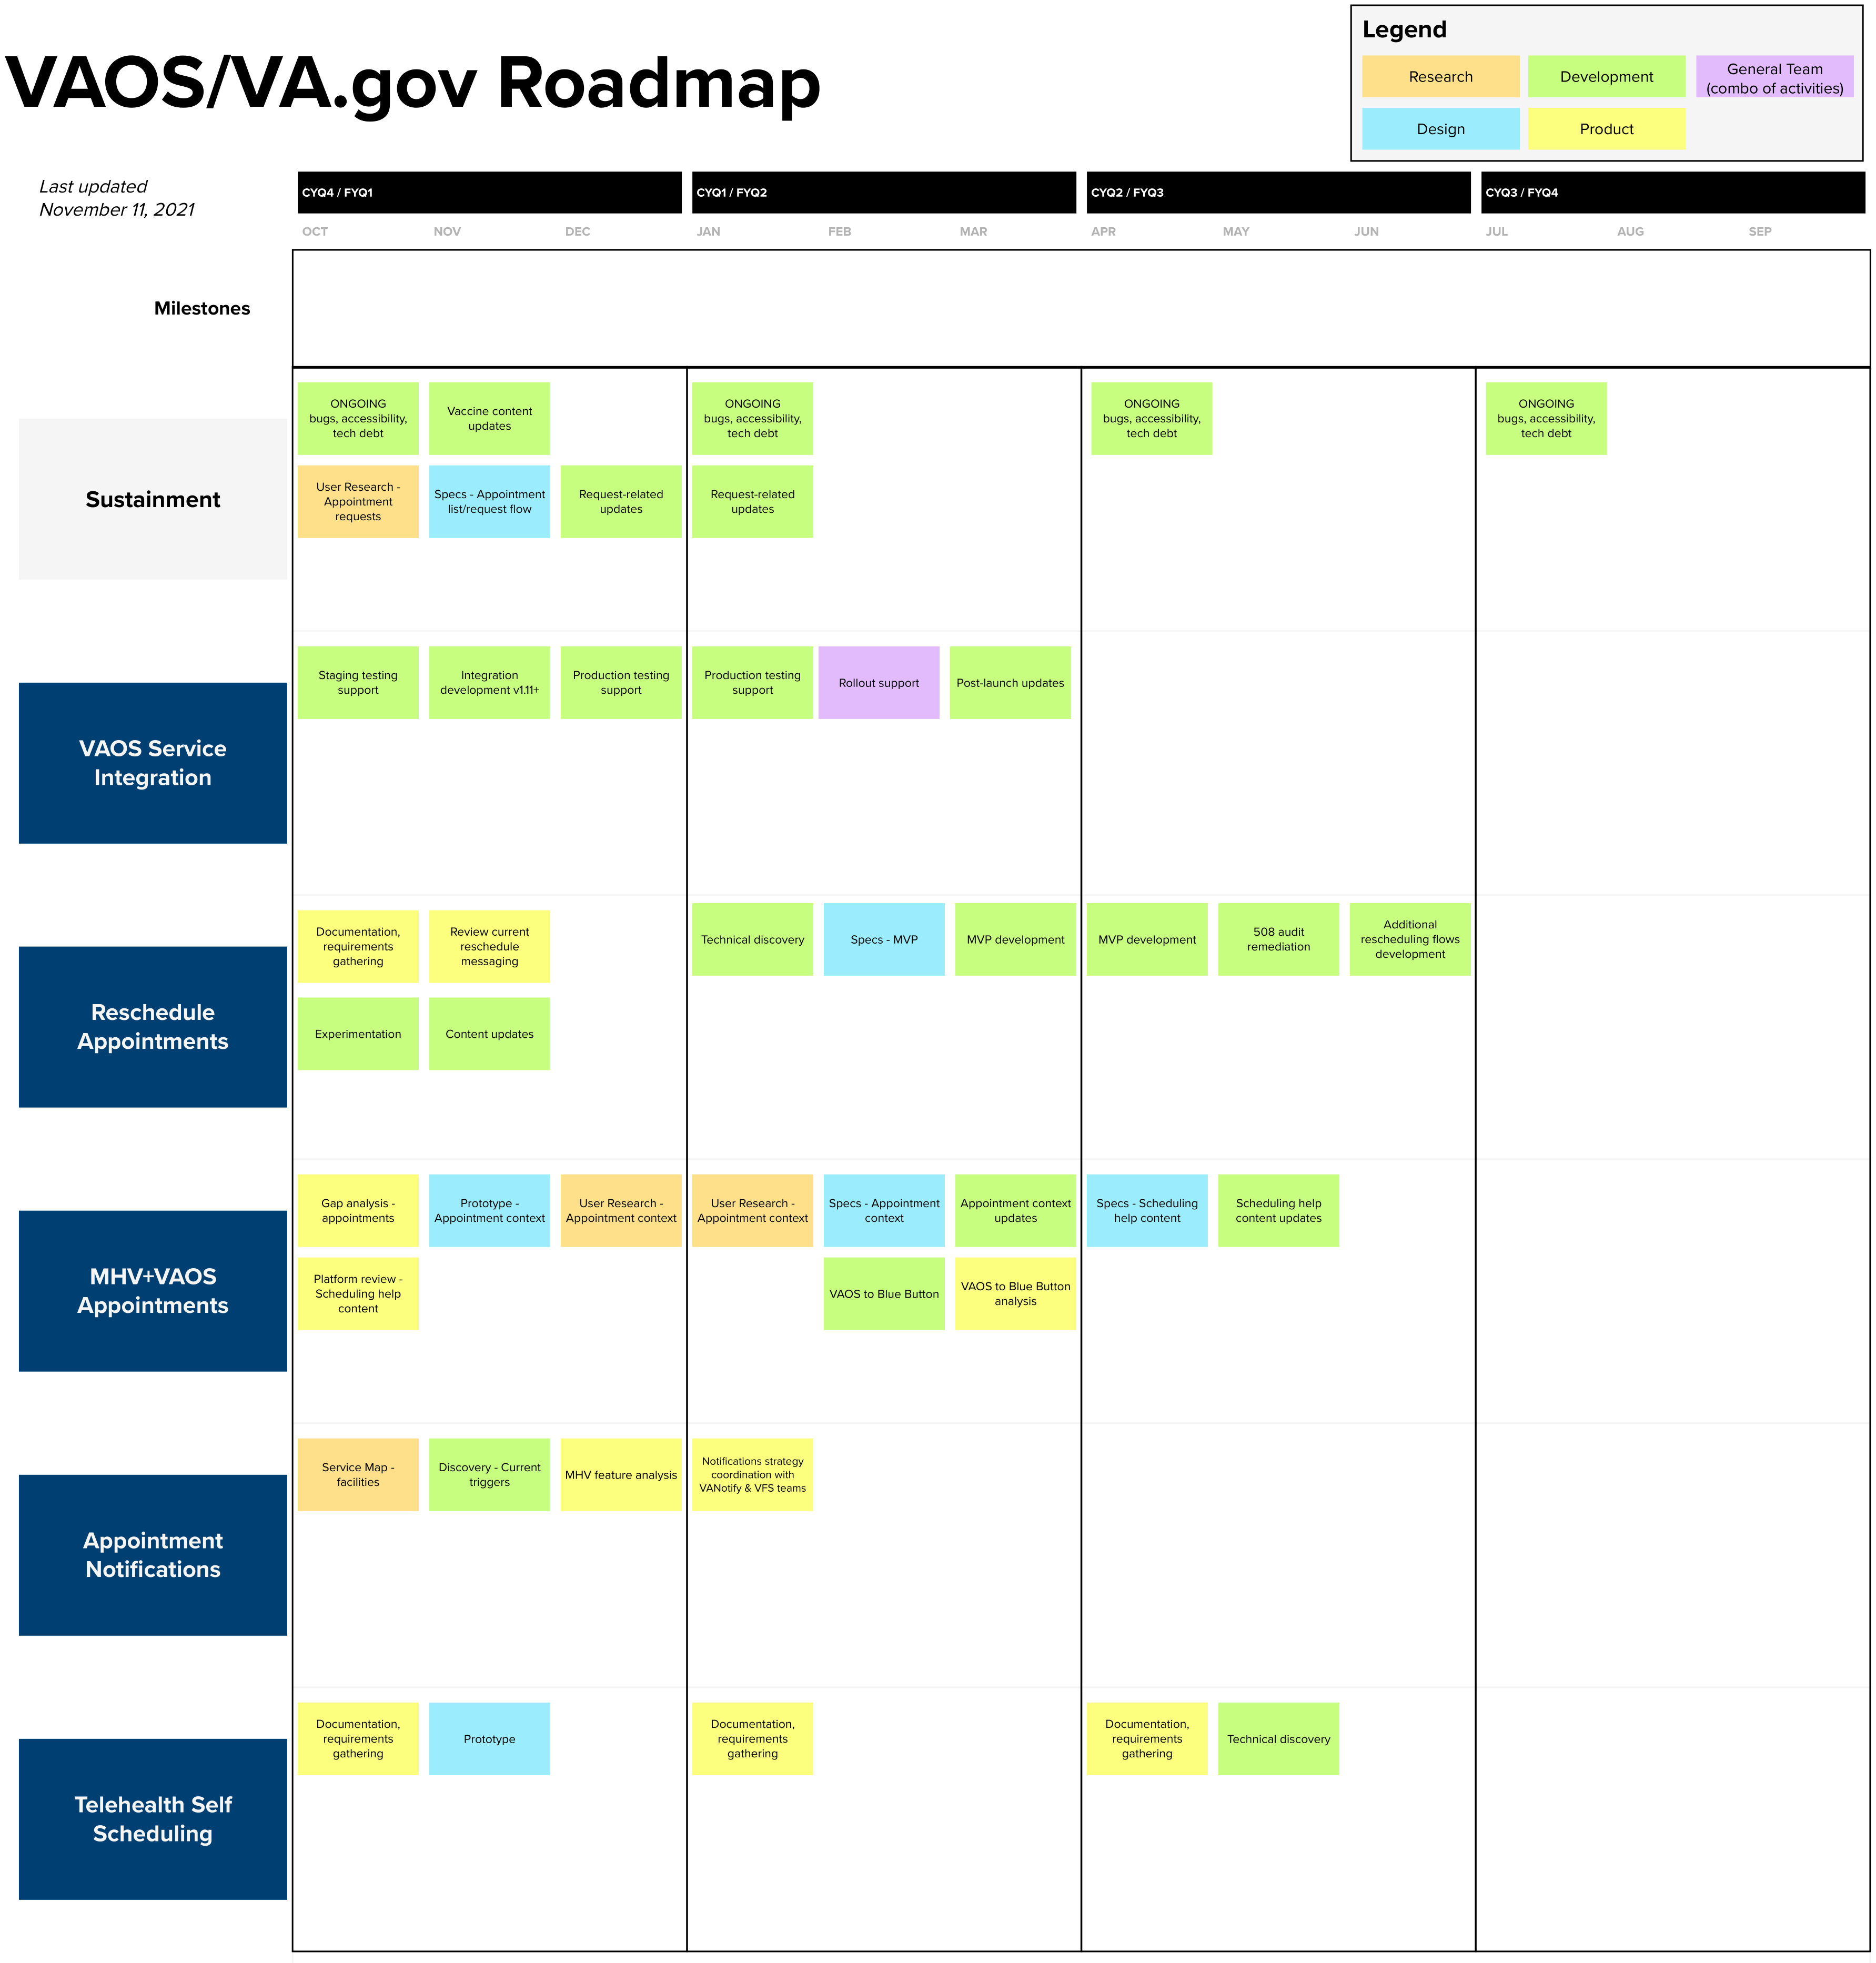 VAOS/VA.gov Roadmap
Legend
Research
Development
General Team
(combo of activities)
Design
Product
Last updated
November 11, 2021
CYQ4 / FYQ1
CYQ1 / FYQ2
CYQ2 / FYQ3
CYQ3 / FYQ4
OCT
NOV
DEC
JAN
FEB
MAR
APR
MAY
JUN
JUL
AUG
SEP
Milestones
Sustainment
ONGOING
bugs, accessibility,
tech debt
Vaccine content
updates
ONGOING
bugs, accessibility,
tech debt
ONGOING
bugs, accessibility,
tech debt
ONGOING
bugs, accessibility,
tech debt
User Research -
Appointment
requests
Specs - Appointment
list/request flow
Request-related
updates
Request-related
updates
VAOS Service
Integration
Staging testing
support
Integration
development v1.11+
Production testing
support
Production testing
support
Rollout support
Post-launch updates
Reschedule
Appointments
Documentation,
requirements
gathering
Review current
reschedule
messaging
Technical discovery
Specs - MVP
MVP development
MVP development
508 audit
remediation
Additional
rescheduling flows
development
Experimentation
Content updates
MHV+VAOS
Appointments
Gap analysis -
appointments
Prototype -
Appointment context
User Research -
Appointment context
User Research -
Appointment context
Specs - Appointment
context
Appointment context
updates
Specs - Scheduling
help content
Scheduling help
content updates
Platform review -
Scheduling help
content
VAOS to Blue Button
VAOS to Blue Button
analysis
Appointment
Notifications
Service Map -
facilities
Discovery - Current
triggers
MHV feature analysis
Notifications strategy
coordination with
VANotify & VFS teams
Telehealth Self
Scheduling
Documentation,
requirements
gathering
Prototype
Documentation,
requirements
gathering
Documentation,
requirements
gathering
Technical discovery